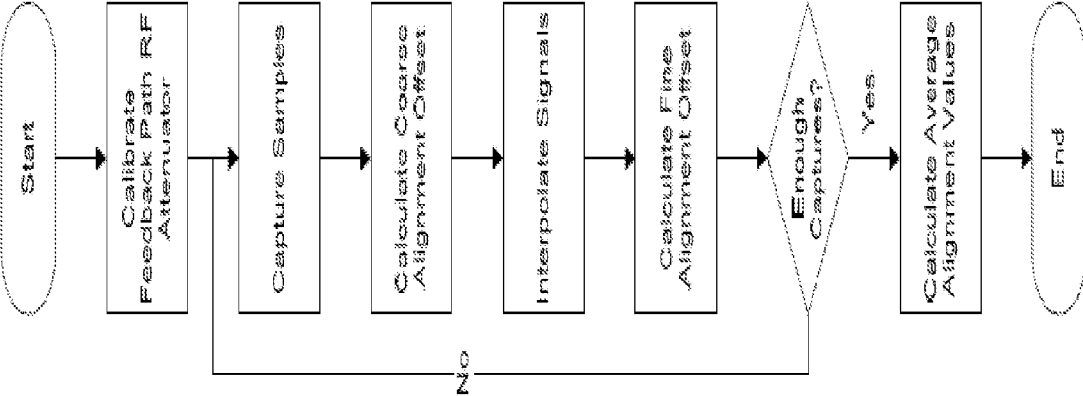 Start
Calibrate
Feedback Path RF
Attenuator
Capture Samples
Calculate Coarse
Alignment Offset
Interpolate Signals
Calculate Fine
Alignment Offset
Enough
Captures?
Yes
No
Calculate Average
Alignment Values
End